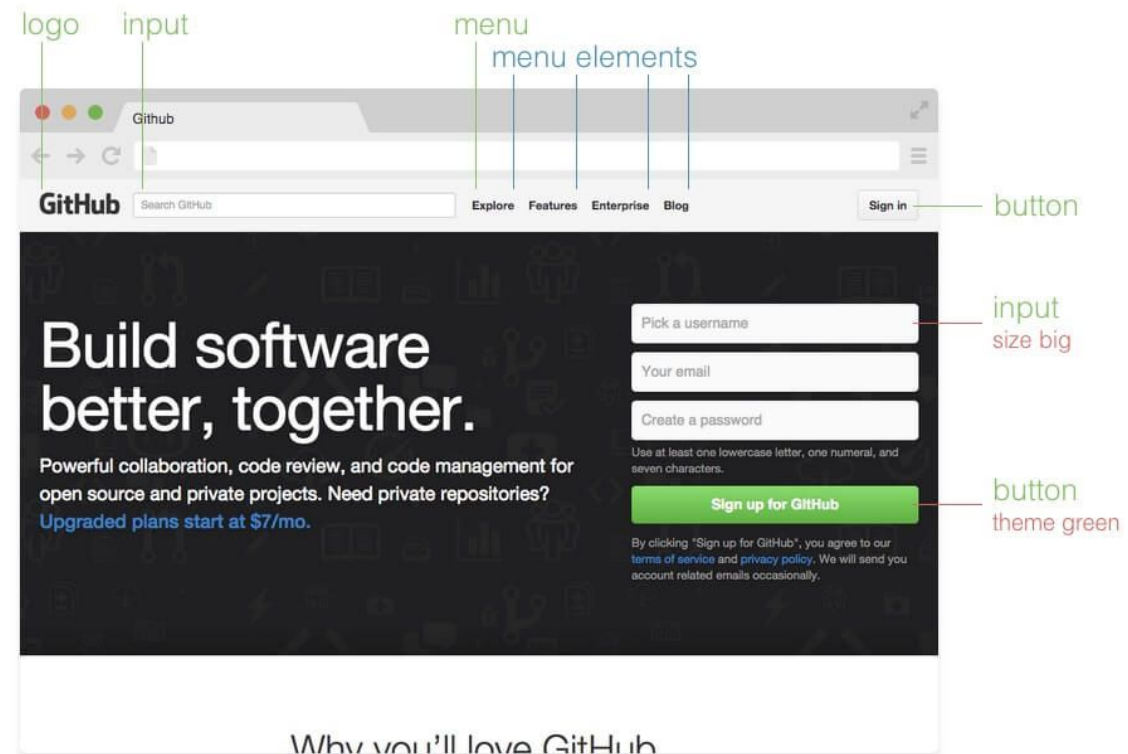 logo input menu
menu elements
Github
GitHub Search GitHub Explore Features Enterprise Blog Sign in
button
Build software
better, together.
Powerful collaboration, code review, and code management for
open source and private projects. Need private repositories?
Upgraded plans start at $7/mo.
Pick a username
input
size big
Your email
Create a password
Use at least one lowercase letter, one numeral, and
seven characters.
Sign up for GitHub
button
theme green
By clicking "Sign up for GitHub", you agree to our
terms of service and privacy policy. We will send you
account related emails occasionally.
Why you'll love GitHub